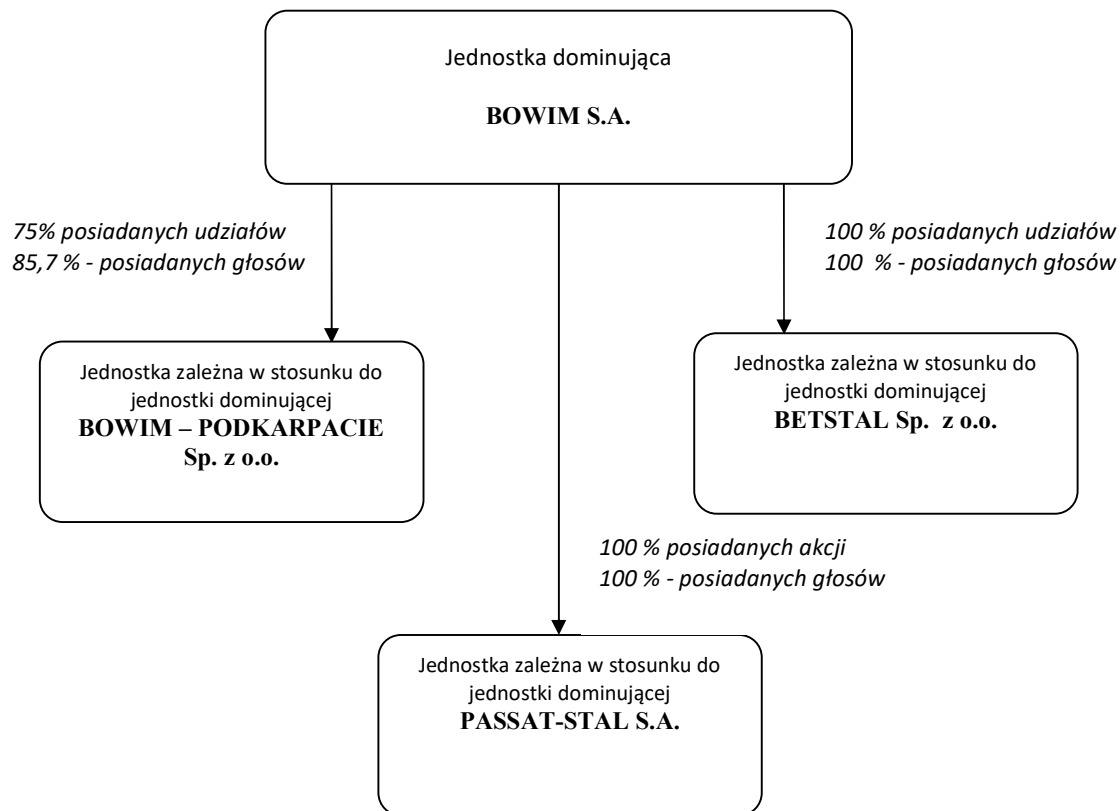 Jednostka dominująca
BOWIM S.A.
75% posiadanych udziałów
85,7 % - posiadanych głosów
100 % posiadanych udziałów
100  % - posiadanych głosów
Jednostka zależna w stosunku do
jednostki dominującej
BOWIM – PODKARPACIE
Sp. z o.o.
Jednostka zależna w stosunku do
jednostki dominującej
BETSTAL Sp.  z o.o.
100 % posiadanych akcji
100 % - posiadanych głosów
Jednostka zależna w stosunku do
jednostki dominującej
PASSAT-STAL S.A.